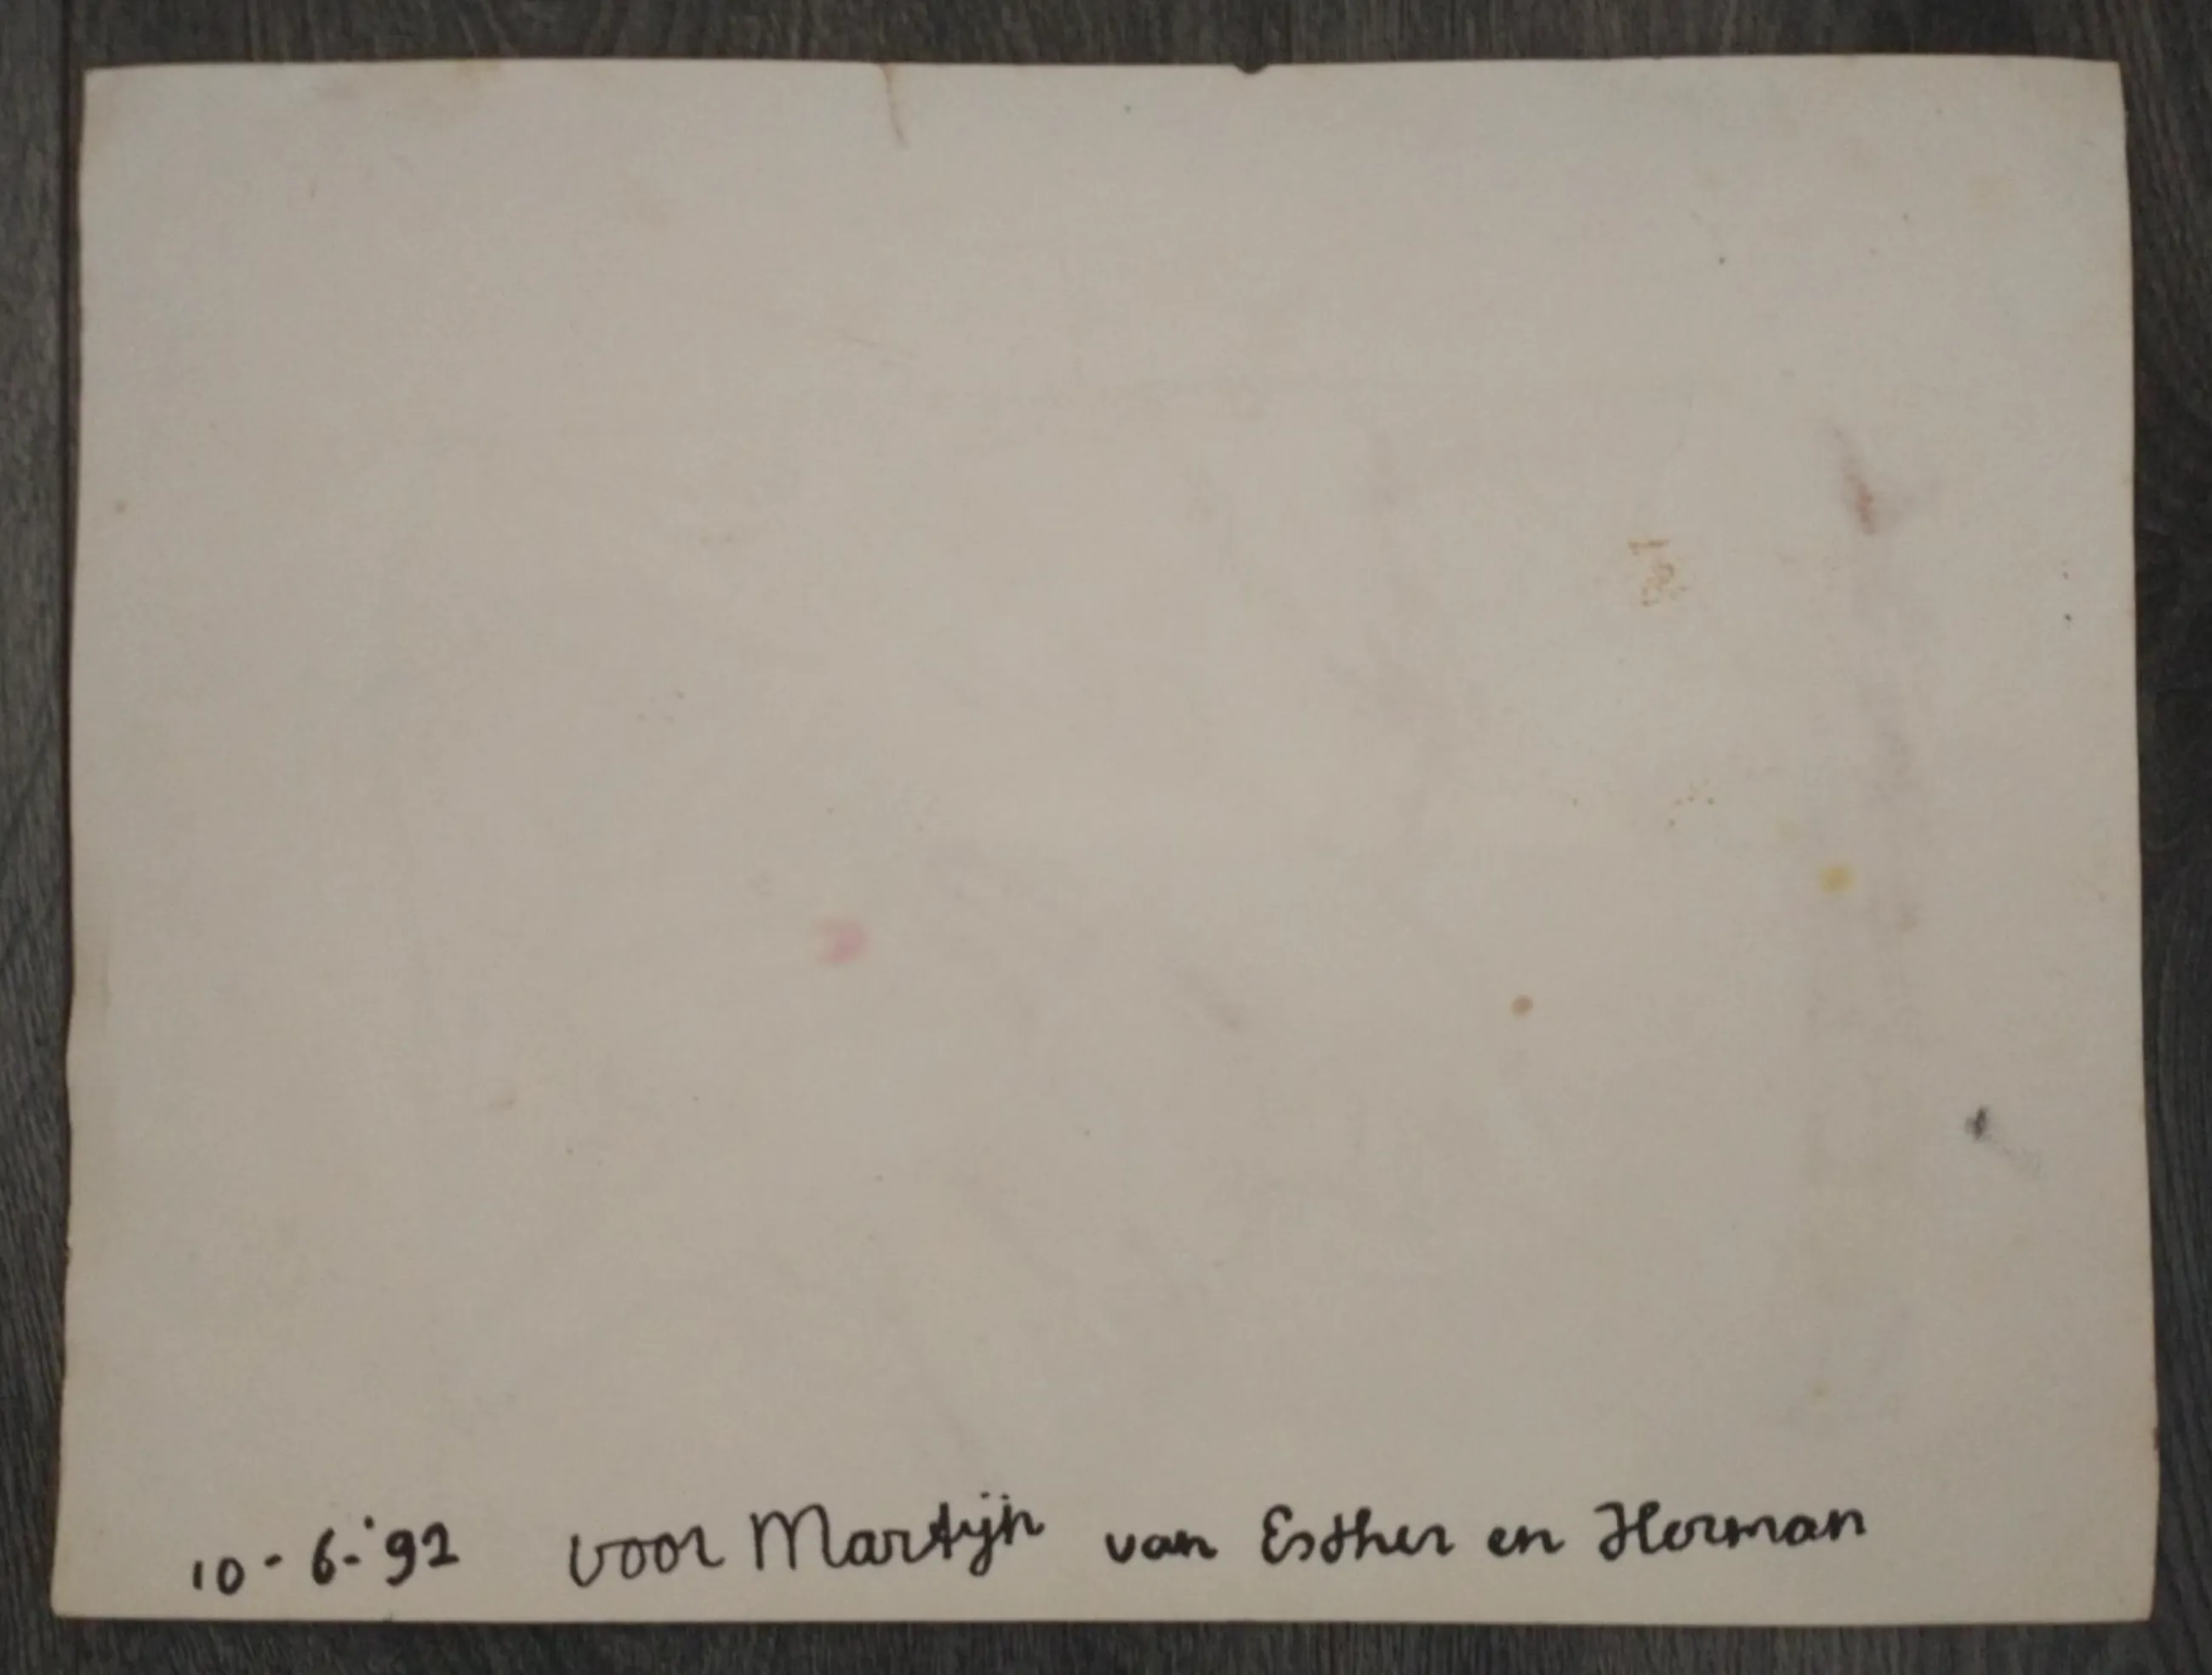 10-6-'92 voor Martijn van Esther en Herman